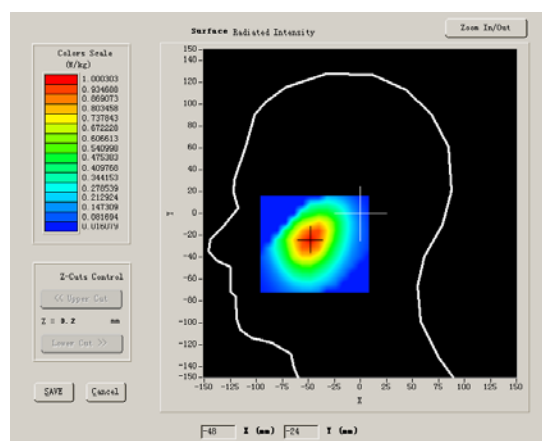 Surface Radiated Intensity
Zoom In/Out
Colors Scale
(W/kg)
1.000303
0.934688
0.869073
0.803458
0.737843
0.672228
0.606613
0.540998
0.475383
0.409768
0.344153
0.278539
0.212924
0.147309
0.081694
0.016079
150
140
120
100
80
60
40
20
0
-20
-40
-60
-80
-100
-120
-140
-150
Y
-150 -125 -100 -75 -50 -25 0 25 50 75 100 125 150
X
Z-Cuts Control
<< Upper Cut
Z = 9.2 mm
Lower Cut >>
SAVE
Cancel
-48 X (mm) -24 Y (mm)